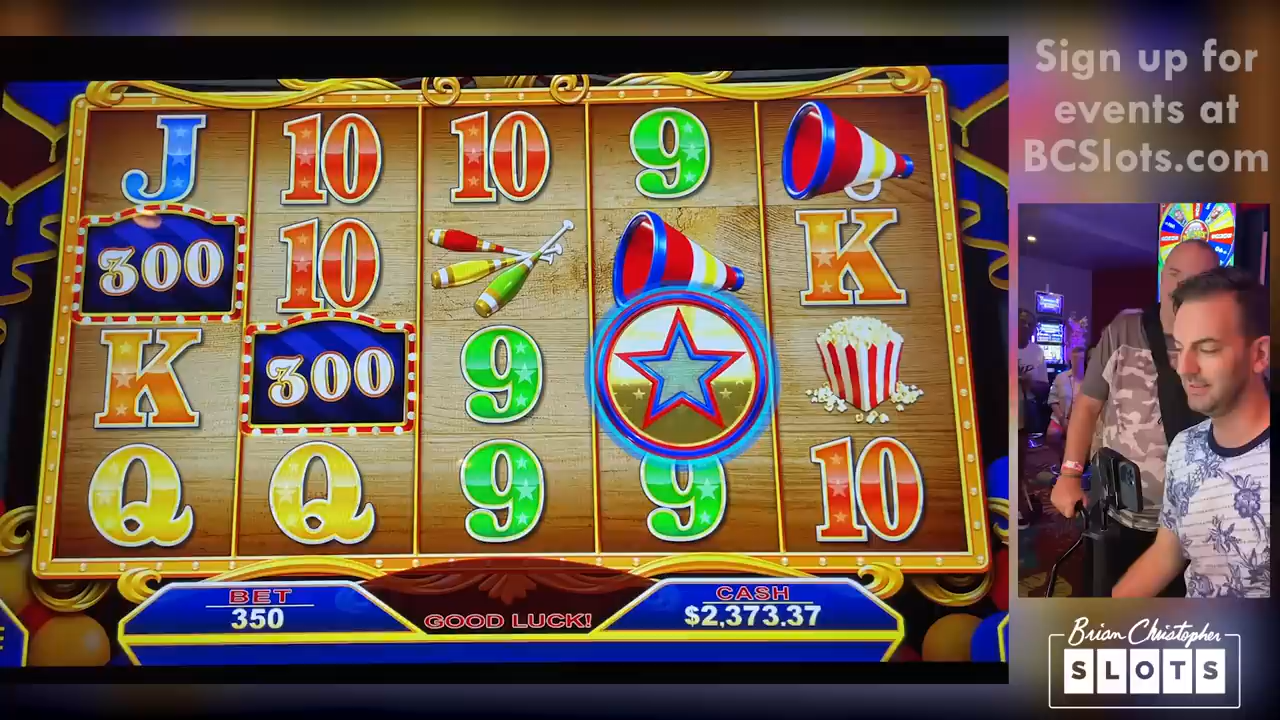 Sign up for
events at
BCSlots.com
J 10 10 9
300 10 K
K 300 9
Q Q 9 9 10
BET
350
GOOD LUCK!
CASH
$2,373.37
Brian Christopher
SLOTS